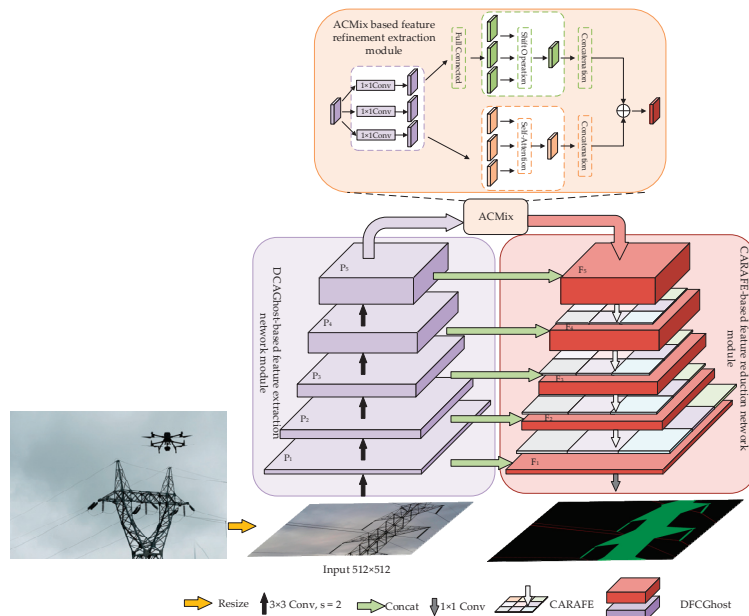 ACMix based feature
refinement extraction
module
1×1Conv
1×1Conv
1×1Conv
Full Connected
Shift Operation
Concatenation
Self-Attention
Concatenation
ACMix
DCAGhost-based feature extraction
network module
P5
P4
P3
P2
P1
F5
F4
F3
F2
F1
CARAFE-based feature reduction network
module
Input 512×512
Resize
3×3 Conv, s = 2
Concat
1×1 Conv
CARAFE
DFCGhost